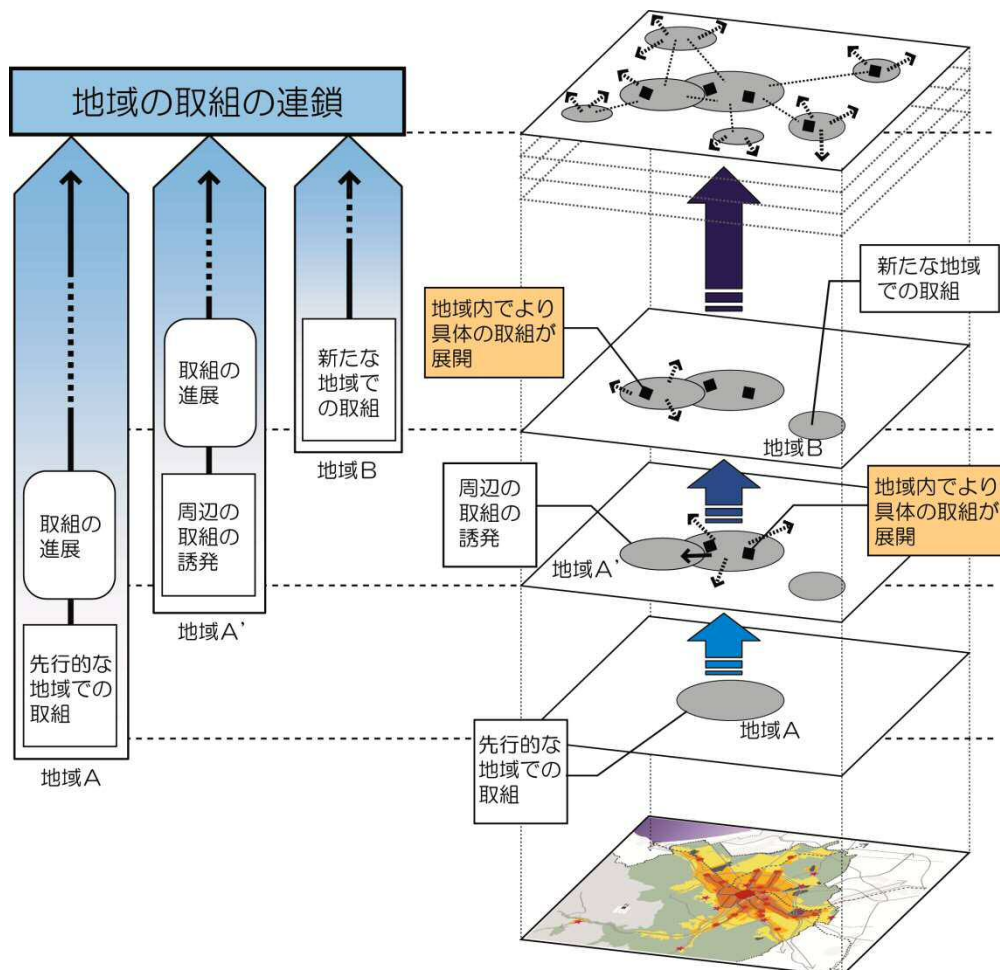 地域の取組の連鎖
取組の
進展
先行的な
地域での
取組
地域A
取組の
進展
周辺の
取組の
誘発
地域A’
新たな
地域での
取組
地域B
新たな地域
での取組
地域内でより
具体の取組が
展開
地域B
周辺の
取組の
誘発
地域A’
地域内でより
具体の取組が
展開
先行的な
地域での
取組
地域A